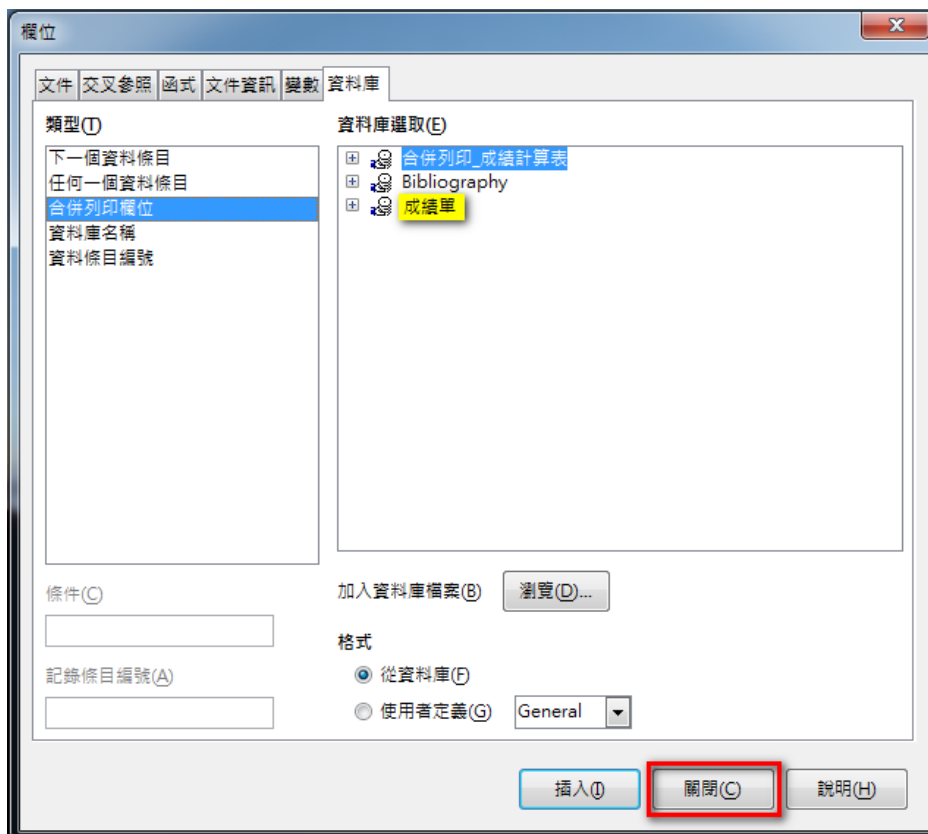 欄位
文件 交叉參照 函式 文件資訊 變數 資料庫
類型(T)
下一個資料條目
任何一個資料條目
合併列印欄位
資料庫名稱
資料條目編號
資料庫選取(E)
合併列印_成績計算表
Bibliography
成績單
條件(C)
記錄條目編號(A)
加入資料庫檔案(B) 瀏覽(D)...
格式
從資料庫(F)
使用者定義(G) General
插入(I) 關閉(C) 說明(H)